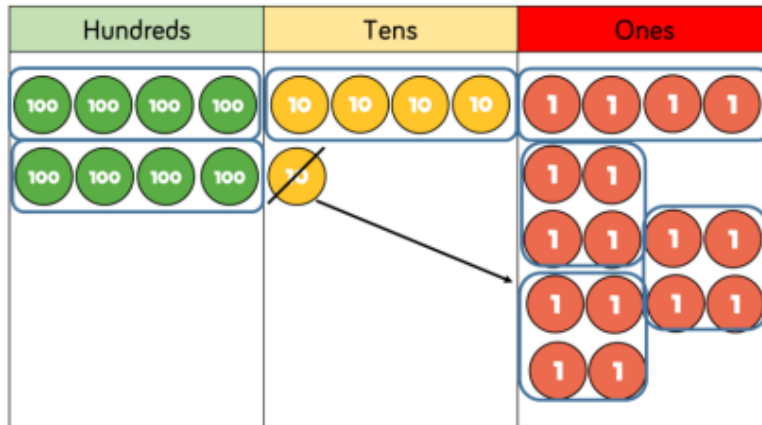 Hundreds Tens Ones
100 100 100 100 10 10 10 10 1 1 1 1
100 100 100 100 10 1 1
1 1 1 1
1 1 1 1
1 1